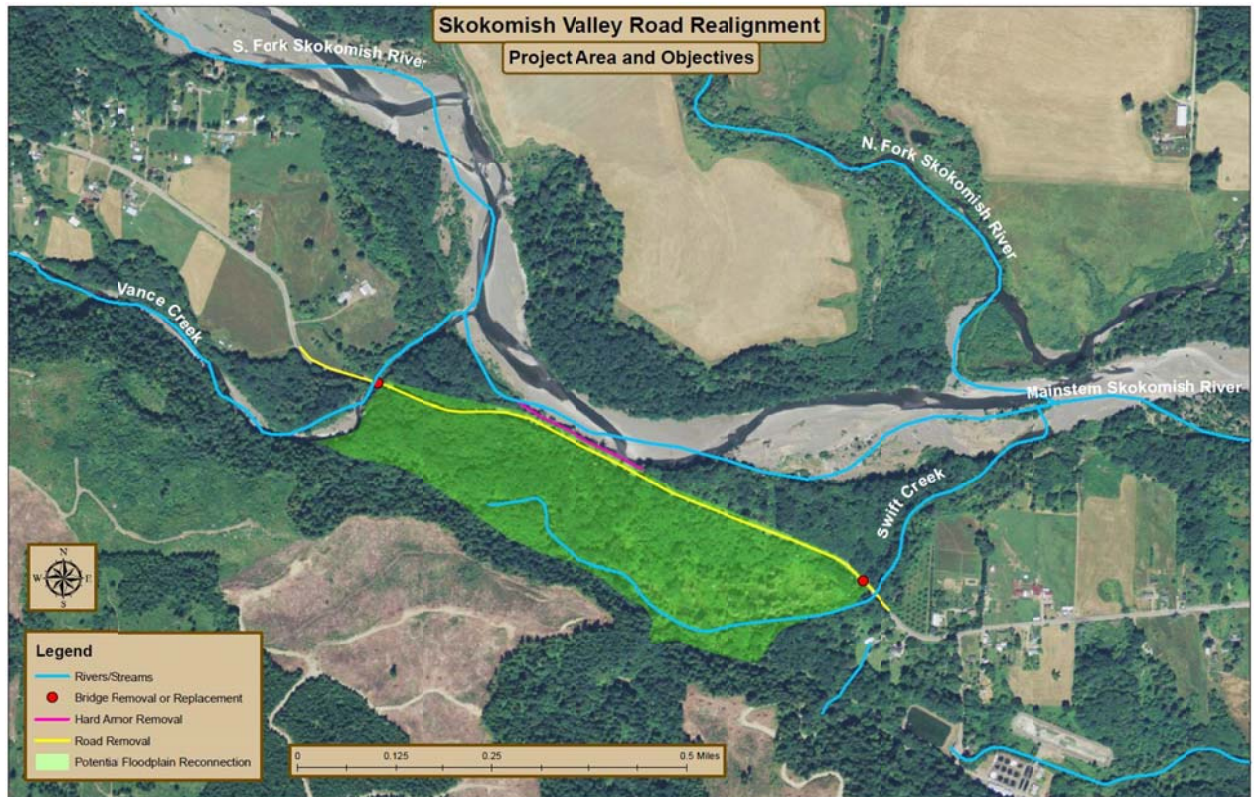 Skokomish Valley Road Realignment
Project Area and Objectives
S. Fork Skokomish River
N. Fork Skokomish River
Vance Creek
Mainstem Skokomish River
swift Creek
N
W E
S
Legend
Rivers/Streams
Bridge Removal or Replacement
Hard Armor Removal
Road Removal
Potential Floodplain Reconnection
0 0.125 0.25 0.5 Miles